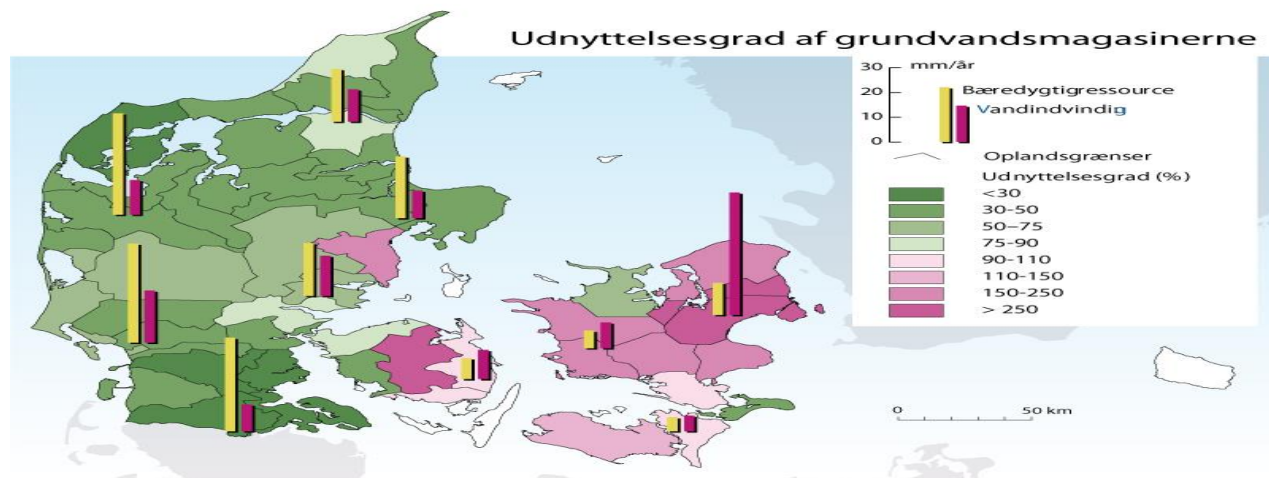 Udnyttelsesgrad af grundvandsmagasinerne
30 mm/år
20 Bæredygtigressource
10 Vandindvindig
0
Oplandsgrænser
Udnyttelsesgrad (%)
<30
30-50
50–75
75-90
90-110
110-150
150-250
> 250
0 50 km